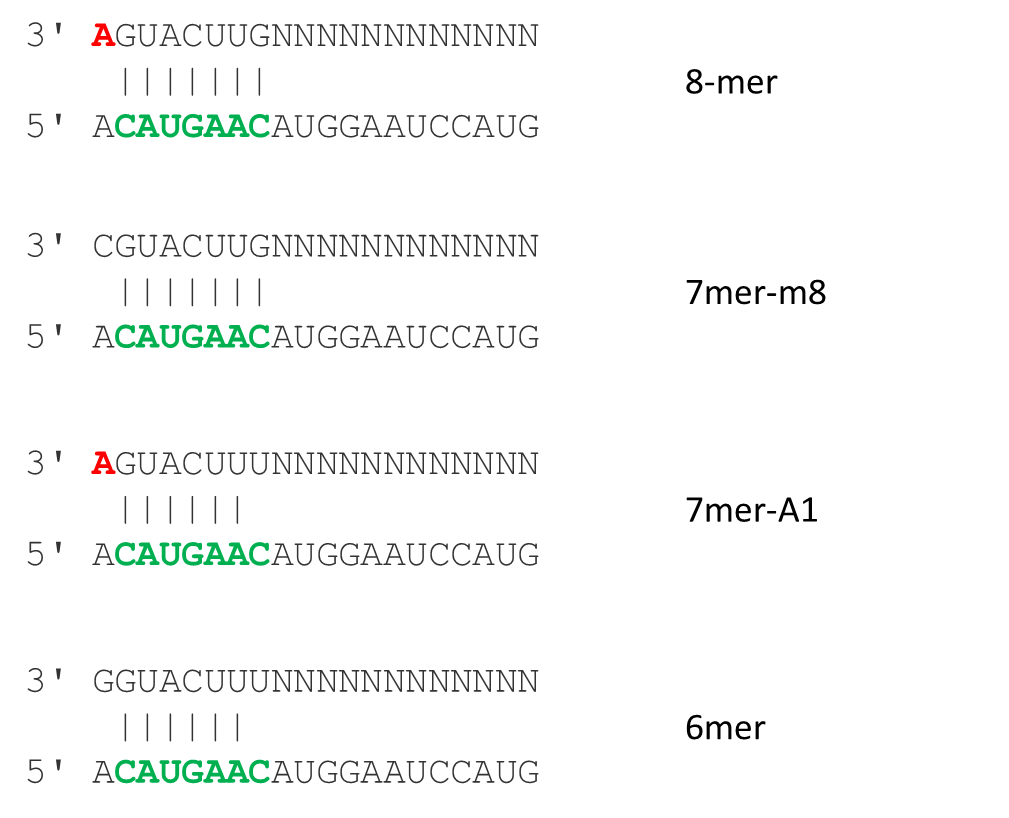 3' AGUACUUGNNNNNNNNNNNN
||||||| 8-mer
5' ACAUGAACAUGGAAUCCAUG
3' CGUACUUGNNNNNNNNNNNN
||||||| 7mer-m8
5' ACAUGAACAUGGAAUCCAUG
3' AGUACUUUNNNNNNNNNNNN
|||||| 7mer-A1
5' ACAUGAACAUGGAAUCCAUG
3' GGUACUUUNNNNNNNNNNNN
|||||| 6mer
5' ACAUGAACAUGGAAUCCAUG